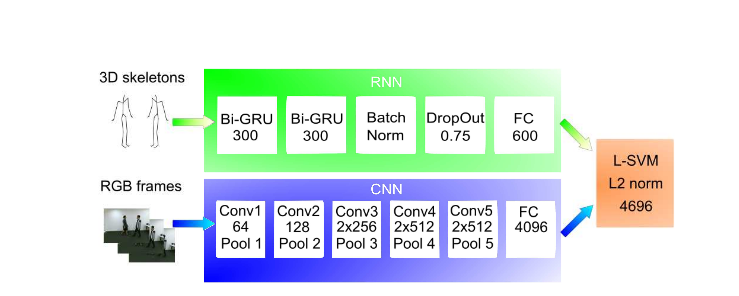 3D skeletons
RNN
Bi-GRU
300
Bi-GRU
300
Batch
Norm
DropOut
0.75
FC
600
L-SVM
L2 norm
4696
RGB frames
CNN
Conv1
64
Pool 1
Conv2
128
Pool 2
Conv3
2x256
Pool 3
Conv4
2x512
Pool 4
Conv5
2x512
Pool 5
FC
4096